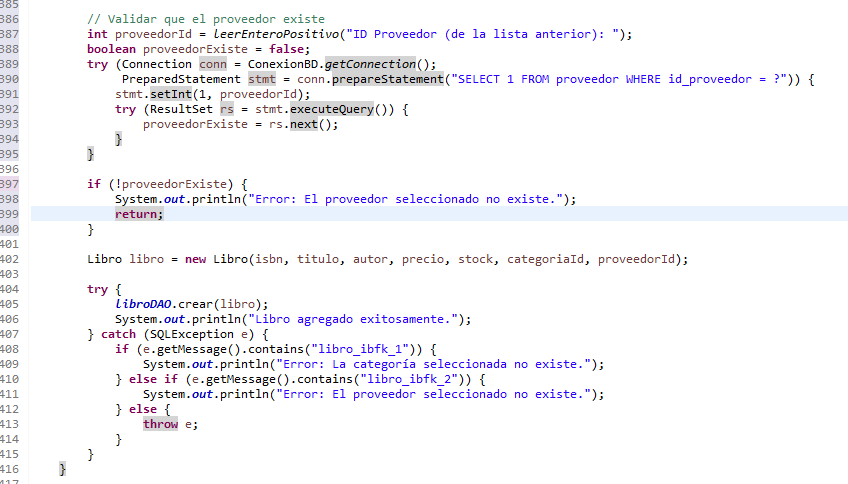 385
386 // Validar que el proveedor existe
387 int proveedorId = leerEnteroPositivo("ID Proveedor (de la lista anterior): ");
388 boolean proveedorExiste = false;
389 try (Connection conn = ConexionBD.getConnection();
390 PreparedStatement stmt = conn.prepareStatement("SELECT 1 FROM proveedor WHERE id_proveedor = ?")) {
391 stmt.setInt(1, proveedorId);
392 try (ResultSet rs = stmt.executeQuery()) {
393 proveedorExiste = rs.next();
394 }
395 }
396
397 if (!proveedorExiste) {
398 System.out.println("Error: El proveedor seleccionado no existe.");
399 return;
400 }
401
402 Libro libro = new Libro(isbn, titulo, autor, precio, stock, categoriaId, proveedorId);
403
404 try {
405 libroDAO.crear(libro);
406 System.out.println("Libro agregado exitosamente.");
407 } catch (SQLException e) {
408 if (e.getMessage().contains("libro_ibfk_1")) {
409 System.out.println("Error: La categoría seleccionada no existe.");
410 } else if (e.getMessage().contains("libro_ibfk_2")) {
411 System.out.println("Error: El proveedor seleccionado no existe.");
412 } else {
413 throw e;
414 }
415 }
416 }
417